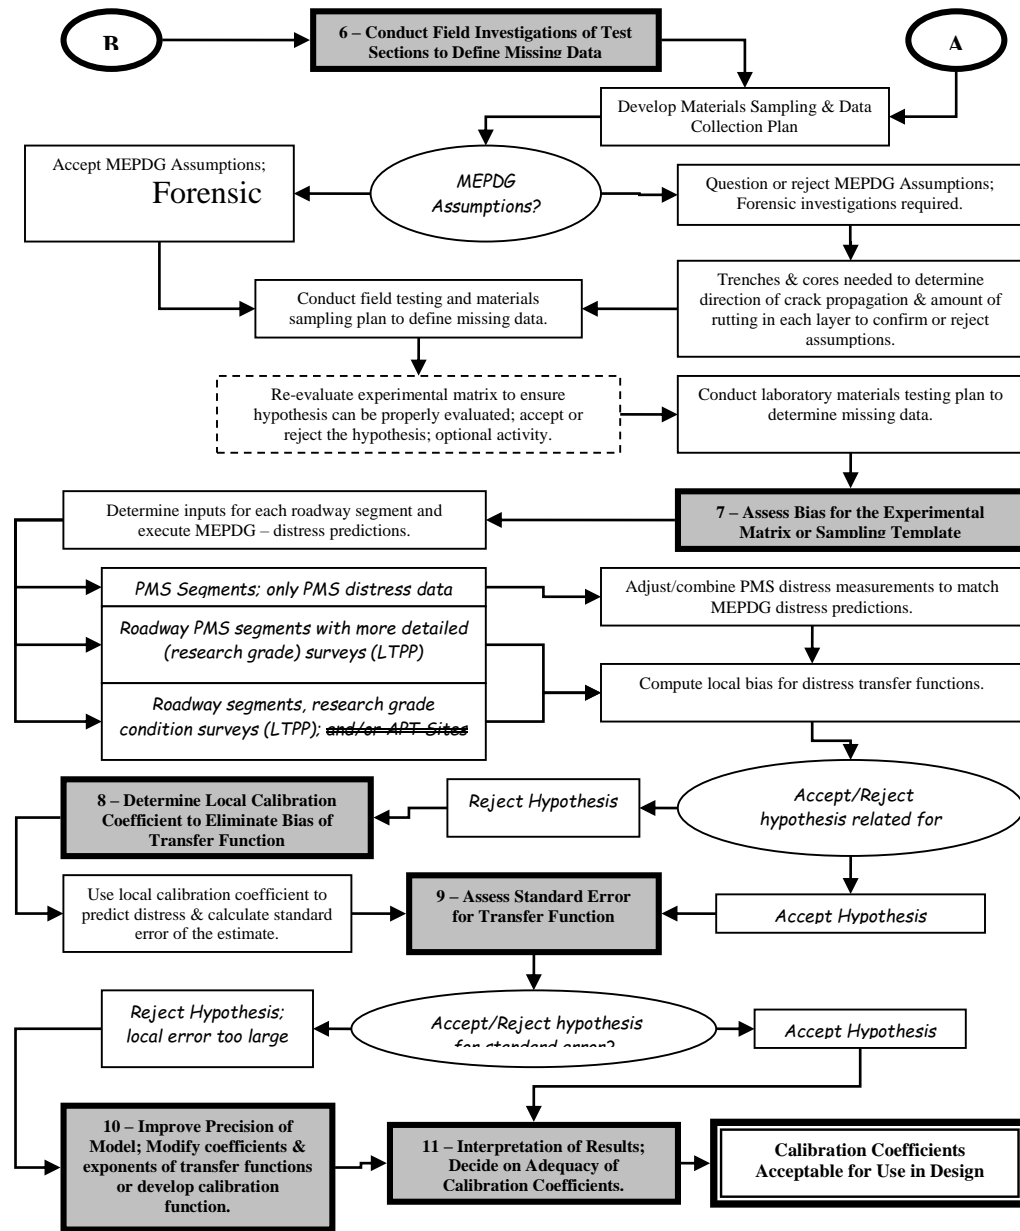 B
6 – Conduct Field Investigations of Test
Sections to Define Missing Data
A
Develop Materials Sampling & Data
Collection Plan
Accept MEPDG Assumptions;
Forensic
MEPDG
Assumptions?
Question or reject MEPDG Assumptions;
Forensic investigations required.
Trenches & cores needed to determine
direction of crack propagation & amount of
rutting in each layer to confirm or reject
assumptions.
Conduct field testing and materials
sampling plan to define missing data.
Re-evaluate experimental matrix to ensure
hypothesis can be properly evaluated; accept or
reject the hypothesis; optional activity.
Conduct laboratory materials testing plan to
determine missing data.
7 – Assess Bias for the Experimental
Matrix or Sampling Template
Determine inputs for each roadway segment and
execute MEPDG – distress predictions.
PMS Segments; only PMS distress data
Adjust/combine PMS distress measurements to match
MEPDG distress predictions.
Roadway PMS segments with more detailed
(research grade) surveys (LTPP)
Compute local bias for distress transfer functions.
Roadway segments, research grade
condition surveys (LTPP); and/or APT Sites
8 – Determine Local Calibration
Coefficient to Eliminate Bias of
Transfer Function
Reject Hypothesis
Accept/Reject
hypothesis related for
Use local calibration coefficient to
predict distress & calculate standard
error of the estimate.
9 – Assess Standard Error
for Transfer Function
Accept Hypothesis
Reject Hypothesis;
local error too large
Accept/Reject hypothesis
for standard error?
Accept Hypothesis
10 – Improve Precision of
Model; Modify coefficients &
exponents of transfer functions
or develop calibration
function.
11 – Interpretation of Results;
Decide on Adequacy of
Calibration Coefficients.
Calibration Coefficients
Acceptable for Use in Design